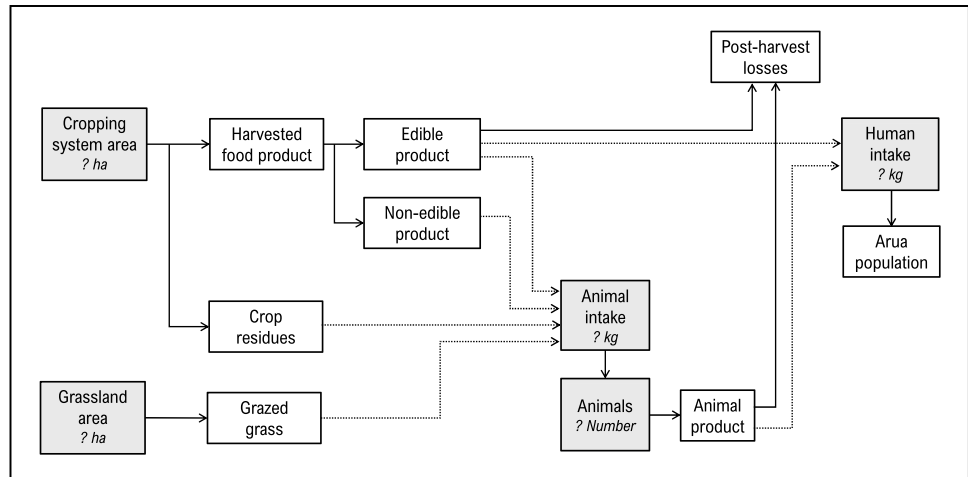 Post-harvest
losses
Cropping
system area
? ha
Harvested
food product
Edible
product
Human
intake
? kg
Non-edible
product
Arua
population
Crop
residues
Animal
intake
? kg
Grassland
area
? ha
Grazed
grass
Animals
? Number
Animal
product